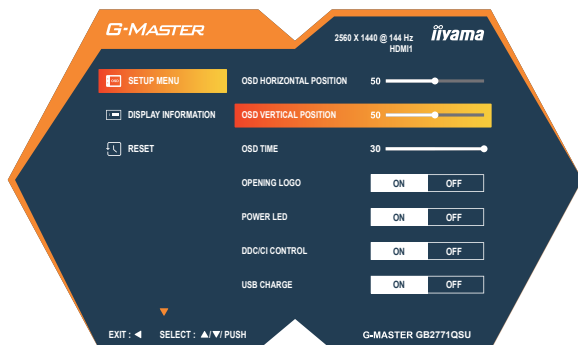 G-MASTER
2560 X 1440 @ 144 Hz
HDMI1
iiyama
SETUP MENU
DISPLAY INFORMATION
RESET
OSD HORIZONTAL POSITION 50
OSD VERTICAL POSITION 50
OSD TIME 30
OPENING LOGO ON OFF
POWER LED ON OFF
DDC/CI CONTROL ON OFF
USB CHARGE ON OFF
EXIT : ◀ SELECT : ▲/▼/ PUSH
G-MASTER GB2771QSU